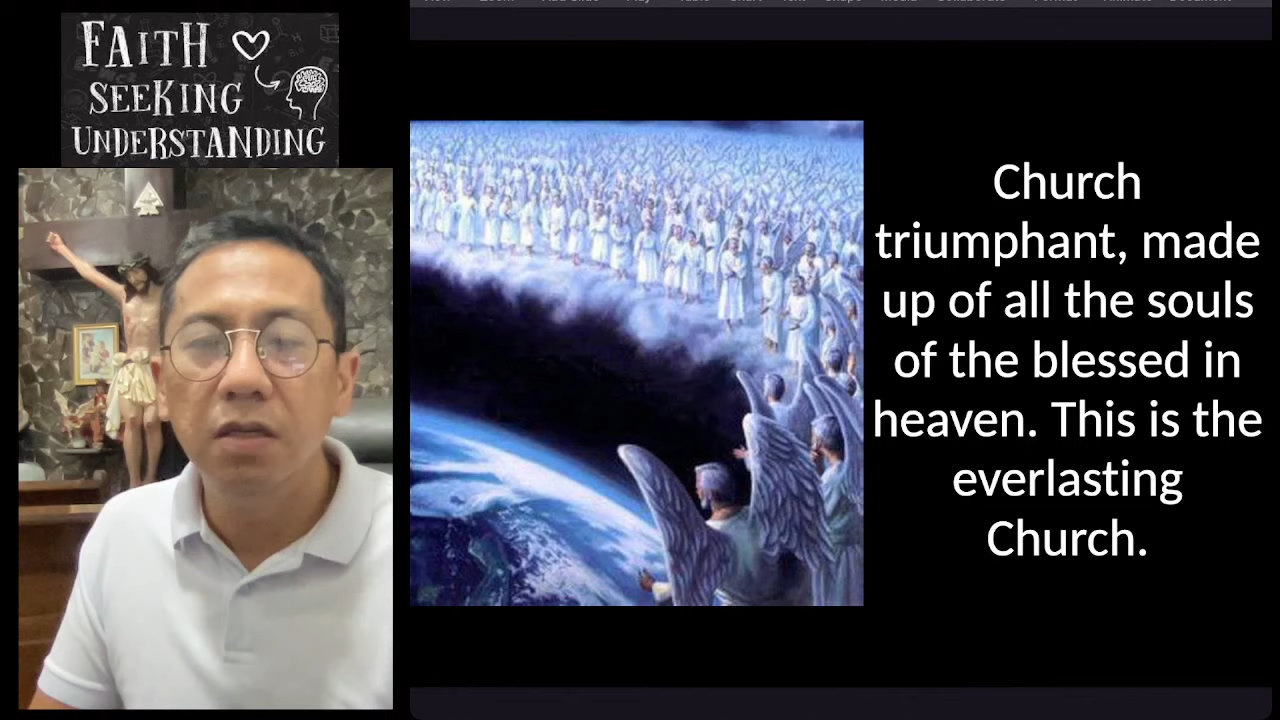 FAITH
SEEKING
UNDERSTANDING
Church
triumphant, made
up of all the souls
of the blessed in
heaven. This is the
everlasting
Church.